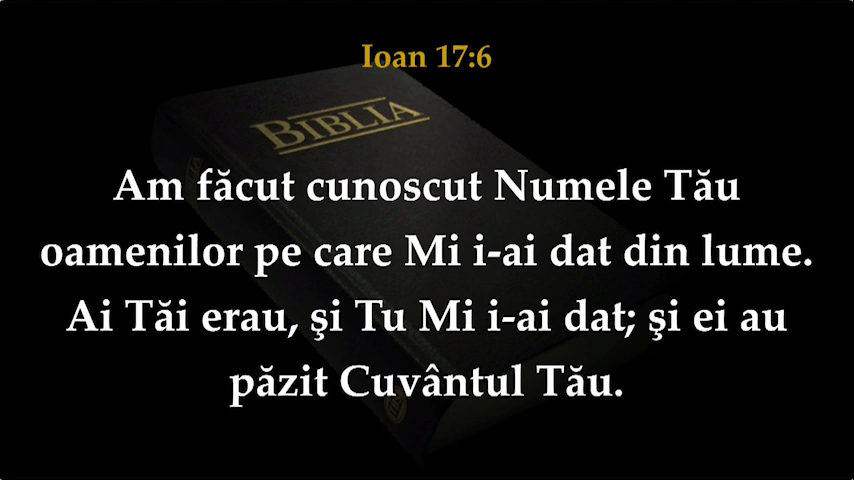 Ioan 17:6
BIBLIA
Am făcut cunoscut Numele Tău
oamenilor pe care Mi i-ai dat din lume.
Ai Tăi erau, şi Tu Mi i-ai dat; şi ei au
păzit Cuvântul Tău.